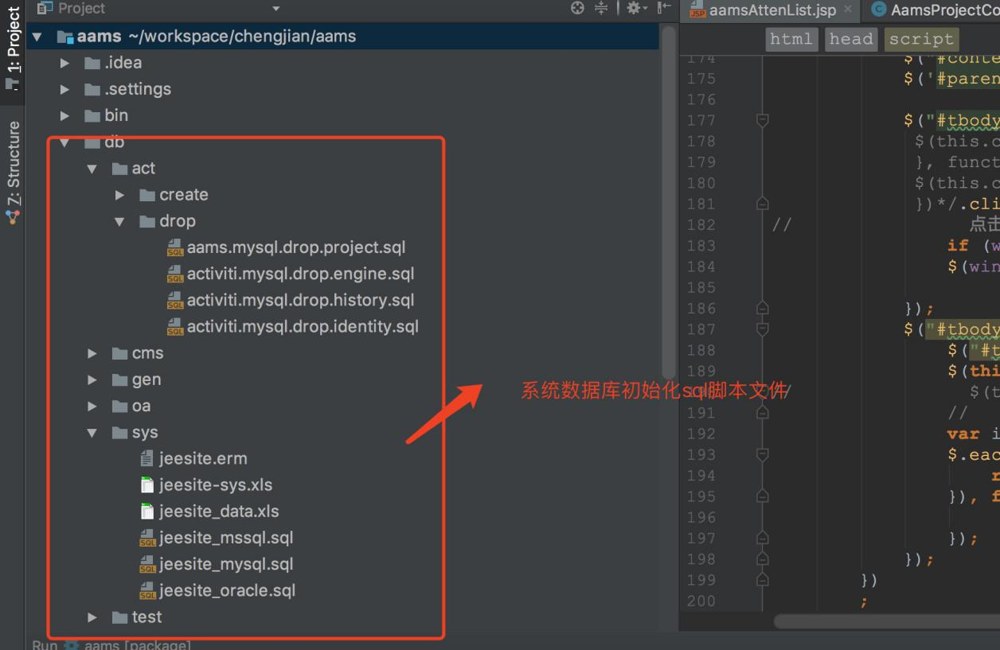 Project
aams ~/workspace/chengjian/aams
.idea
.settings
bin
db
act
create
drop
aams.mysql.drop.project.sql
activiti.mysql.drop.engine.sql
activiti.mysql.drop.history.sql
activiti.mysql.drop.identity.sql
cms
gen
oa
sys
jeesite.erm
jeesite-sys.xls
jeesite_data.xls
jeesite_mssql.sql
jeesite_mysql.sql
jeesite_oracle.sql
test
Run aams [package]
1: Project
Z: Structure
系统数据库初始化sql脚本文件
aamsAttenList.jsp × AamsProjectCo
html head script
174 $("#conte
175 $('#paren
176
177 $("#tbody
178 $(this.c
179 }, funct
180 $(this.c
181 })*/.cli
182 // 点击
183 if (w
184 $(win
185
186 });
187 $("#tbody
188 $("#t
189 $(thi
$(t
191 //
192 var i
193 $.eac
194 r
195 }), f
196
197 });
198 });
199 })
200 ;